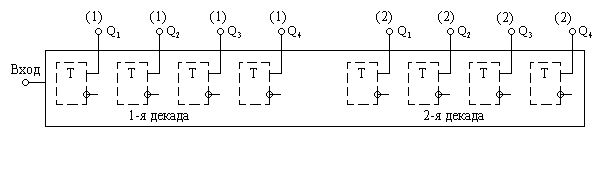 (1) (1) (1) (1) (2) (2) (2) (2)
Q₁ Q₂ Q₃ Q₄ Q₁ Q₂ Q₃ Q₄
Вход T T T T T T T T
1-я декада 2-я декада